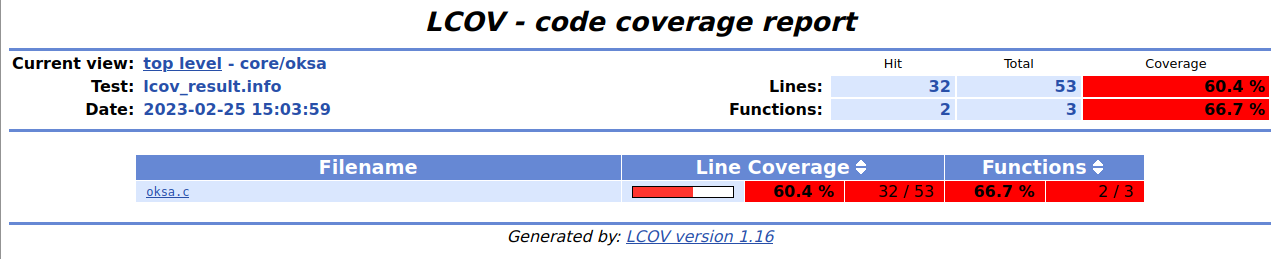 LCOV - code coverage report
Current view: top level - core/oksa Hit Total Coverage
Test: lcov_result.info Lines: 32 53 60.4 %
Date: 2023-02-25 15:03:59 Functions: 2 3 66.7 %
Filename Line Coverage Functions
oksa.c 60.4 % 32 / 53 66.7 % 2 / 3
Generated by: LCOV version 1.16